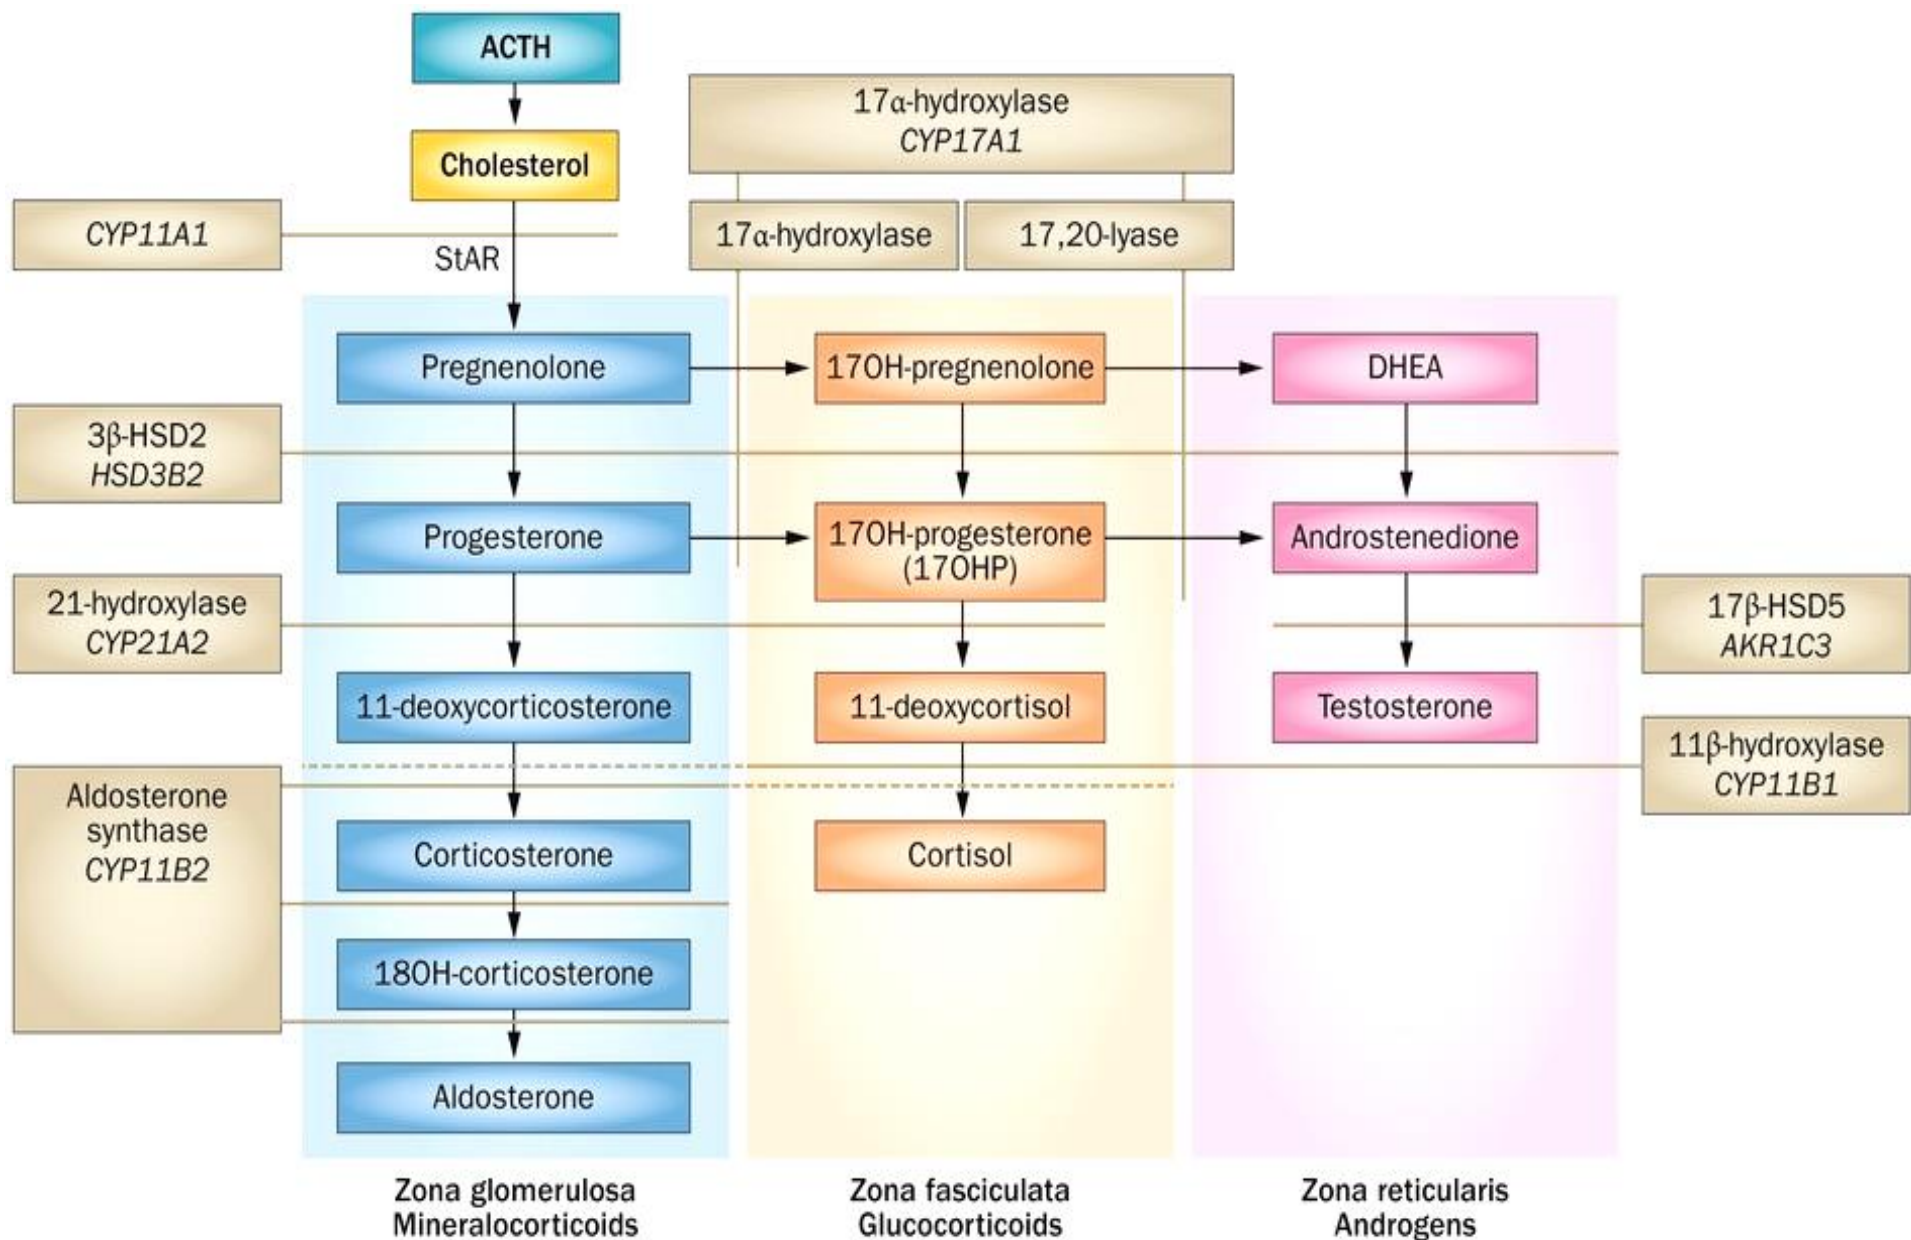 ACTH
Cholesterol
17α-hydroxylase
CYP17A1
CYP11A1
StAR
17α-hydroxylase
17,20-lyase
Pregnenolone
17OH-pregnenolone
DHEA
3β-HSD2
HSD3B2
Progesterone
17OH-progesterone
(17OHP)
Androstenedione
21-hydroxylase
CYP21A2
17β-HSD5
AKR1C3
11-deoxycorticosterone
11-deoxycortisol
Testosterone
11β-hydroxylase
CYP11B1
Aldosterone
synthase
CYP11B2
Corticosterone
Cortisol
18OH-corticosterone
Aldosterone
Zona glomerulosa
Mineralocorticoids
Zona fasciculata
Glucocorticoids
Zona reticularis
Androgens